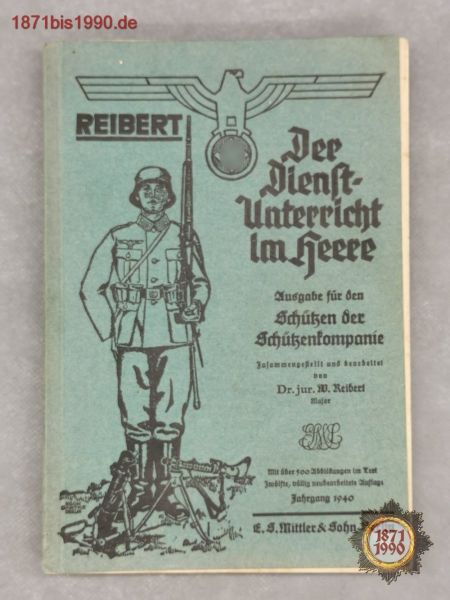 1871bis1990.de
REIBERT
Der
Dienst-
Unterricht
im Heere
Ausgabe für den
Schützen der
Schützenkompanie
Zusammengestellt und bearbeitet
von
Dr. jur. W. Reibert
Major
Mit über 500 Abbildungen im Text
Zwölfte, völlig neubearbeitete Auflage
Jahrgang 1940
E. S. Mittler & Sohn
1871
1990